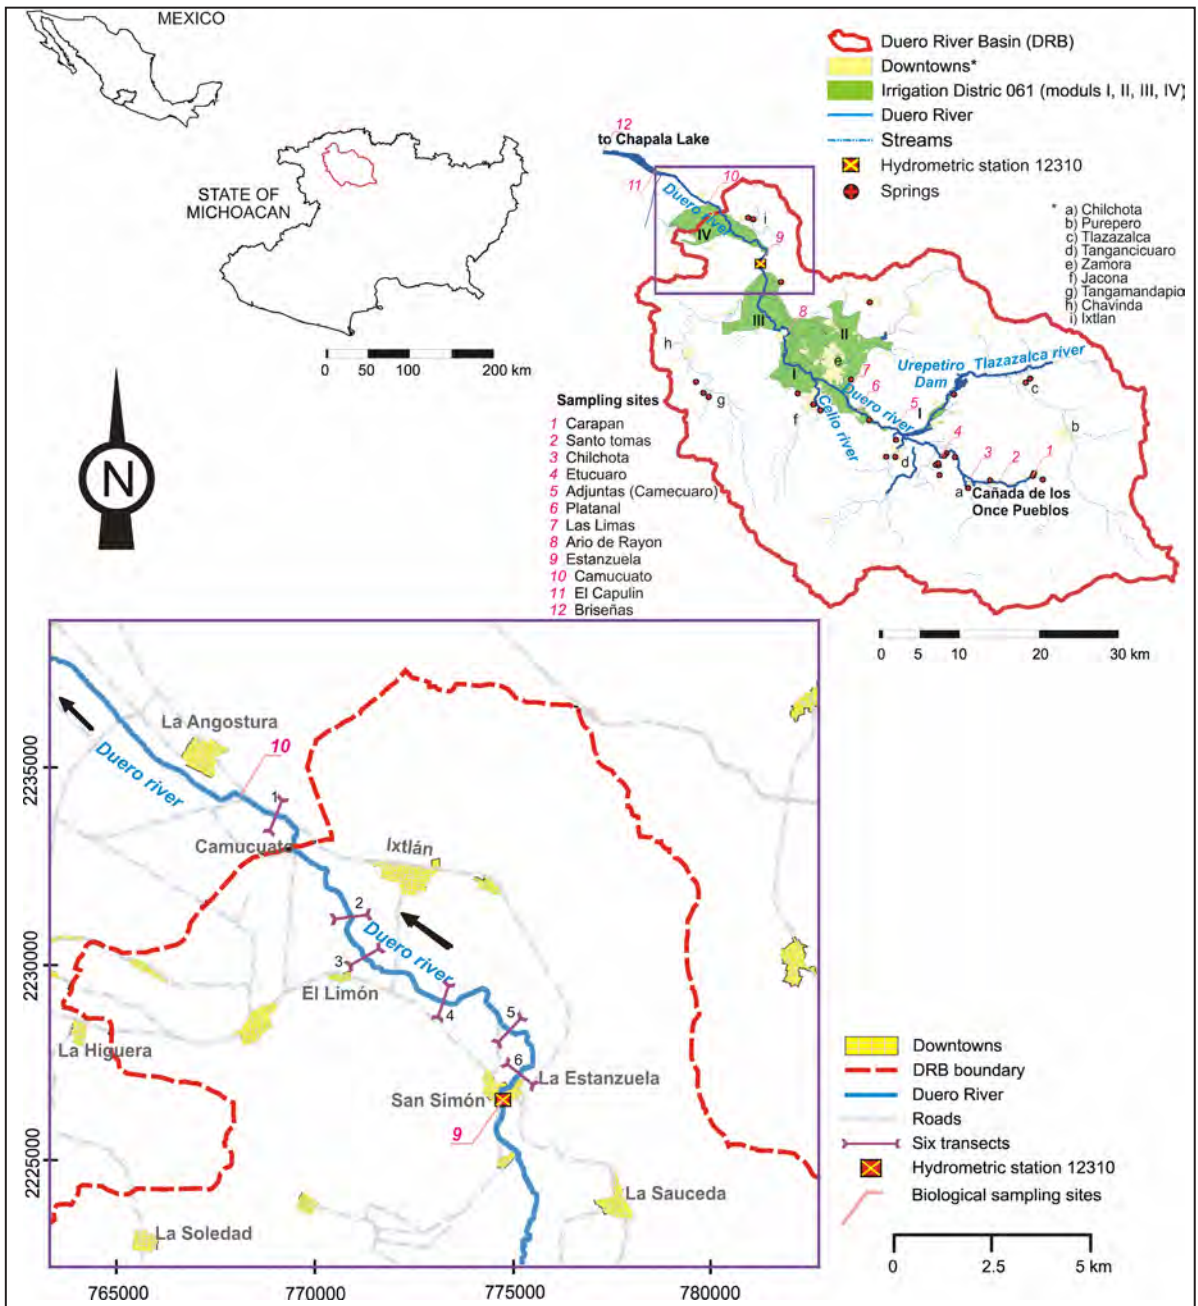 MEXICO
STATE OF
MICHOACAN
0 50 100 200 km
N
Duero River Basin (DRB)
Downtowns*
Irrigation Distric 061 (moduls I, II, III, IV)
Duero River
Streams
Hydrometric station 12310
Springs
* a) Chilchota
b) Purepero
c) Tlazazalca
d) Tangancicuaro
e) Zamora
f) Jacona
g) Tangamandapio
h) Chavinda
i) Ixtlan
12
to Chapala Lake
11
10
Duero river
IV
i
9
III
8
II
h
e
Urepetiro
Dam
Tlazazalca river
I
7
6
g
f
Celio river
Duero river
5
I
c
b
4
d
3
2
1
a
Cañada de los
Once Pueblos
Sampling sites
1 Carapan
2 Santo tomas
3 Chilchota
4 Etucuaro
5 Adjuntas (Camecuaro)
6 Platanal
7 Las Limas
8 Ario de Rayon
9 Estanzuela
10 Camucuato
11 El Capulin
12 Briseñas
0 5 10 20 30 km
2235000
2230000
2225000
765000
770000
775000
780000
La Angostura
Duero river
10
1
Camucuato
Ixtlán
2
Duero river
3
El Limón
4
5
La Higuera
6
La Estanzuela
San Simón
9
La Sauceda
La Soledad
Downtowns
DRB boundary
Duero River
Roads
Six transects
Hydrometric station 12310
Biological sampling sites
0 2.5 5 km